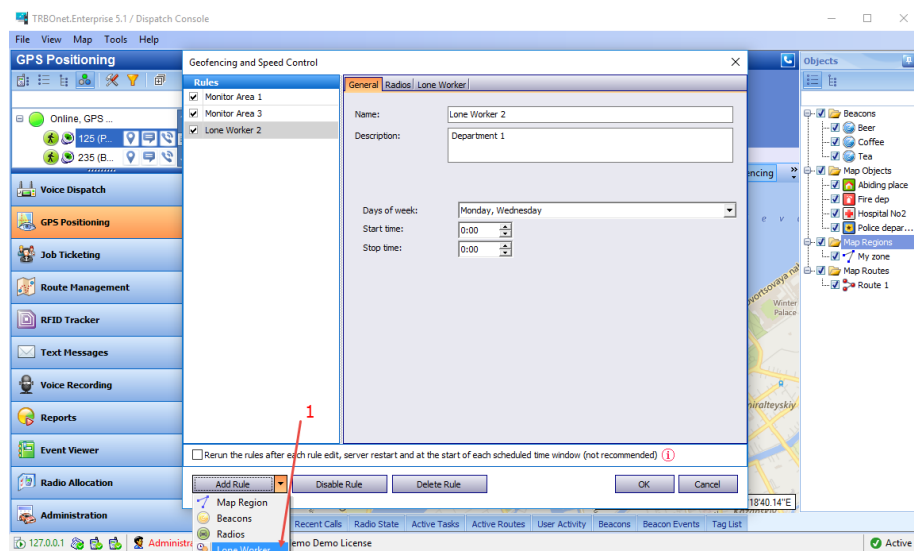 TRBOnet.Enterprise 5.1 / Dispatch Console
File View Map Tools Help
GPS Positioning
Online, GPS ...
125 (P...
235 (B...
Voice Dispatch
GPS Positioning
Job Ticketing
Route Management
RFID Tracker
Text Messages
Voice Recording
Reports
Event Viewer
Radio Allocation
Administration
Geofencing and Speed Control
Rules
Monitor Area 1
Monitor Area 3
Lone Worker 2
General Radios Lone Worker
Name: Lone Worker 2
Description: Department 1
Days of week: Monday, Wednesday
Start time: 0:00
Stop time: 0:00
1
Rerun the rules after each rule edit, server restart and at the start of each scheduled time window (not recommended)
Add Rule Disable Rule Delete Rule OK Cancel
Map Region
Beacons
Radios
Lone Worker
Objects
Beacons
Beer
Coffee
Tea
Map Objects
Abiding place
Fire dep
Hospital No2
Police depar...
Map Regions
My zone
Map Routes
Route 1
encing
e v
Winter
Palace
18'40.14"E
Recent Calls Radio State Active Tasks Active Routes User Activity Beacons Beacon Events Tag List
127.0.0.1 Administra
emo Demo License
Active